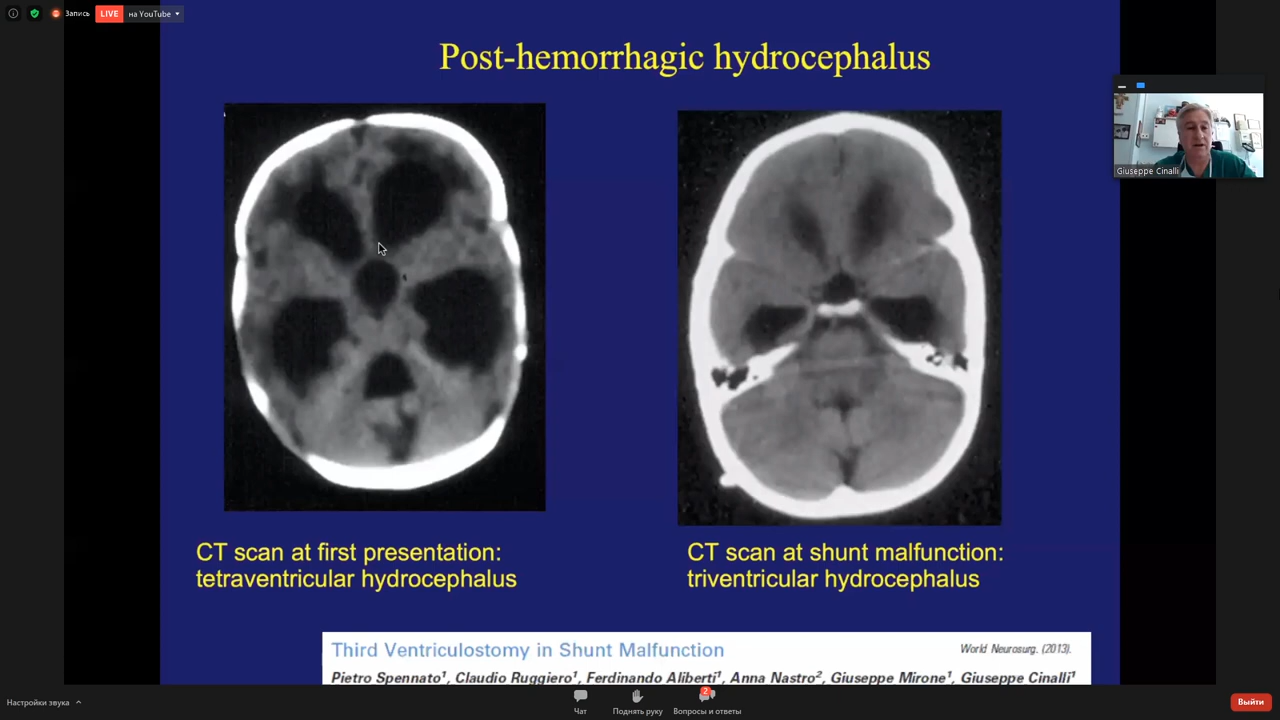 Запись
LIVE
на YouTube
Post-hemorrhagic hydrocephalus
Giuseppe Cinalli
CT scan at first presentation:
tetraventricular hydrocephalus
CT scan at shunt malfunction:
triventricular hydrocephalus
Third Ventriculostomy in Shunt Malfunction
World Neurosurg. (2013).
Pietro Spennato¹, Claudio Ruggiero¹, Ferdinando Aliberti¹, Anna Nastro², Giuseppe Mirone¹, Giuseppe Cinalli¹
Настройки звука
Чат
Поднять руку
2
Вопросы и ответы
Выйти